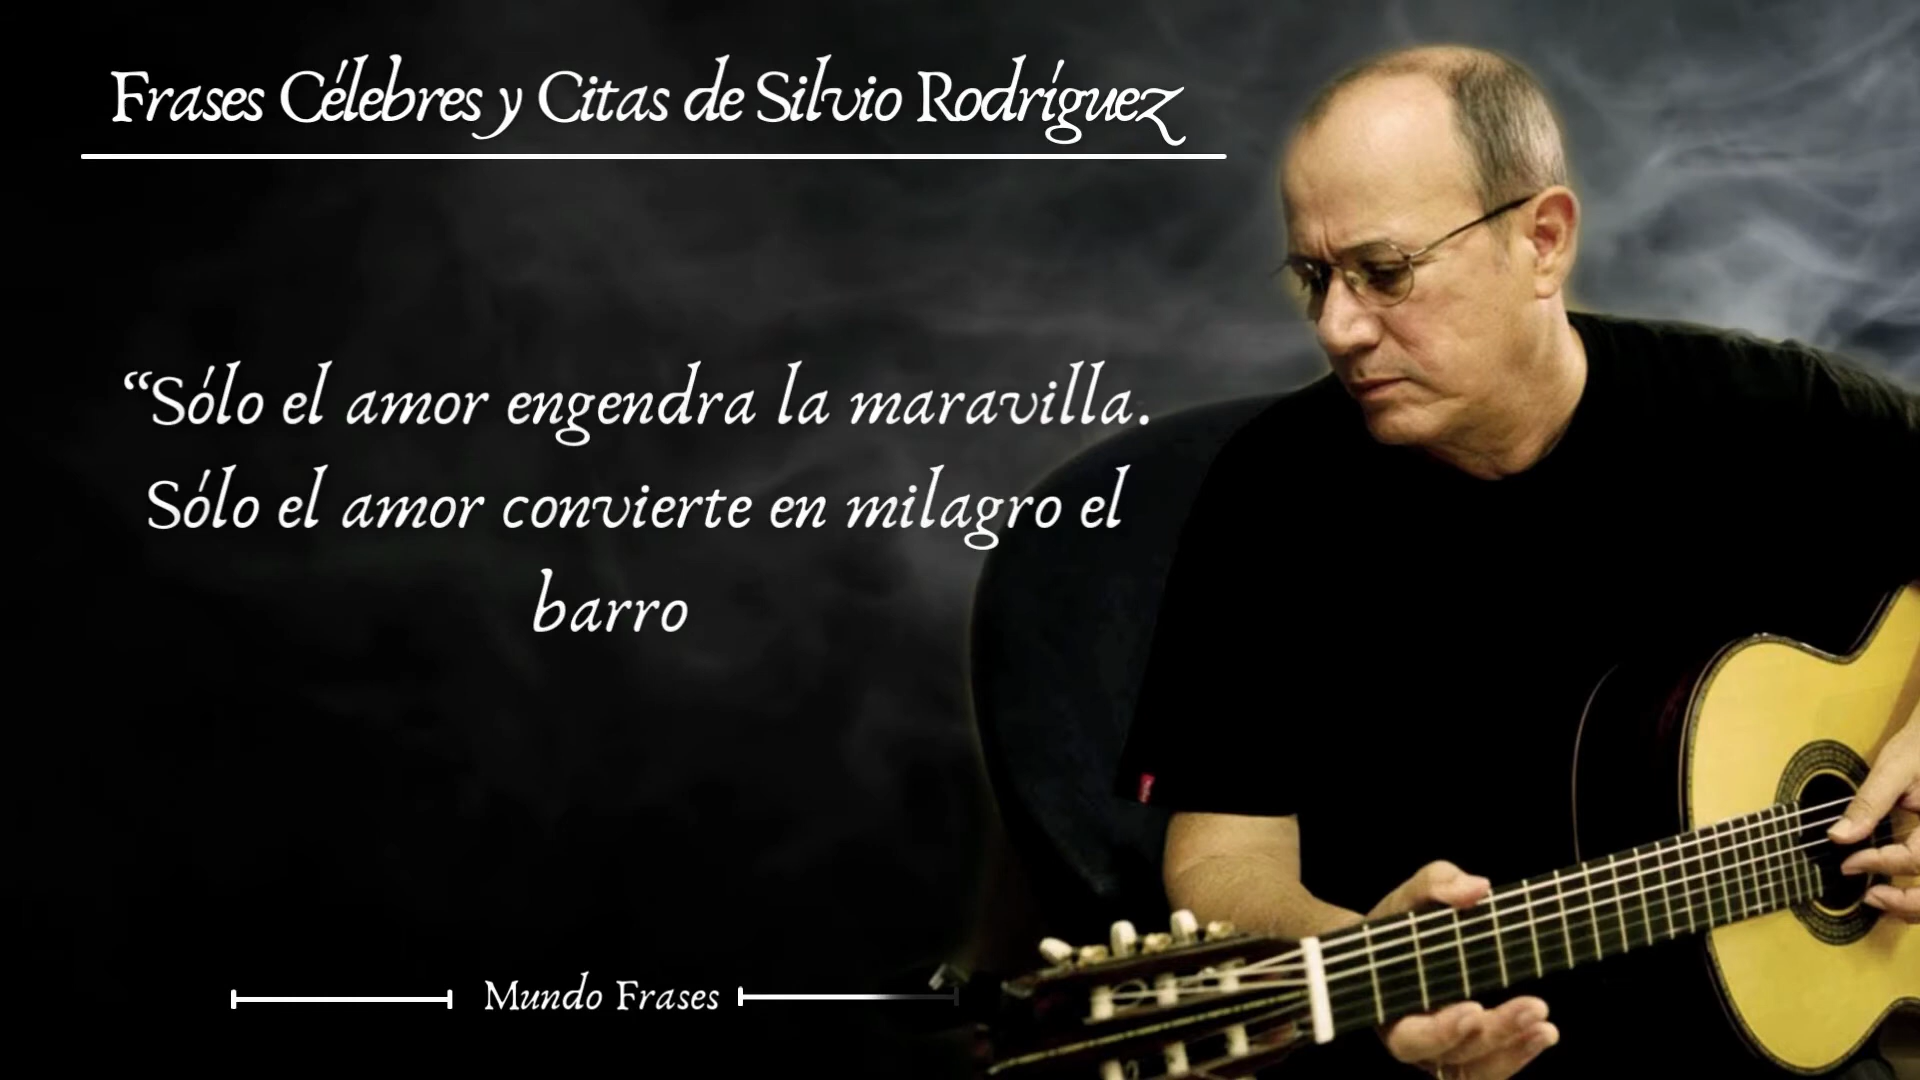 Frases Célebres y Citas de Silvio Rodríguez
“Sólo el amor engendra la maravilla.
Sólo el amor convierte en milagro el
barro
Mundo Frases